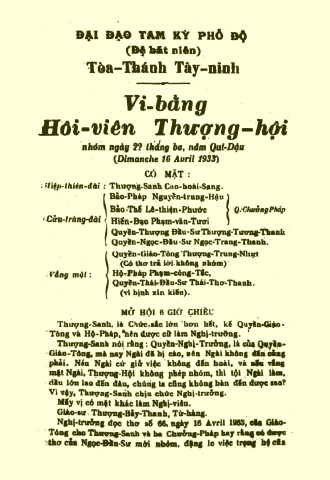 ĐẠI ĐẠO TAM KỲ PHỔ ĐỘ
(Đệ bát niên)
Tòa-Thánh Tây-ninh
Vi-bằng
Hôi-viên Thượng-hội
nhóm ngày 22 tháng ba, năm Quí-Dậu
(Dimanche 16 Avril 1933)
CÓ MẶT :
Hiệp-thiên-đài : Thượng-Sanh Cao-hoài-Sang.
Bảo-Pháp Nguyễn-trung-Hậu
Bảo-Thế Lê-thiện-Phước
Q. Chưởng Pháp
Cửu-trùng-đài
Hiến-Đạo Phạm-văn-Tươi
Quyền-Thượng Đầu-Sư Thượng-Tương-Thanh
Quyền-Ngọc-Đầu-Sư Ngọc-Trang-Thanh.
Vắng mặt :
Quyền-Giáo-Tông Thượng-Trung-Nhựt
(Có thơ trả lời không nhóm)
Hộ-Pháp Phạm-công-Tắc,
Quyền-Thái-Đầu-Sư Thái-Thơ-Thanh.
(vì bịnh xin kiếu).
MỞ HỘI 6 GIỜ CHIỀU
Thượng-Sanh, là Chức-sắc lớn hơn hết, kế Quyền-Giáo-
Tông và Hộ-Pháp, nên được cử làm Nghị-trưởng.
Thượng-Sanh nói rằng : Quyền-Nghị-Trưởng, là của Quyền-
Giáo-Tông, mà nay Ngài đã bị cáo, nên Ngài không đến cũng
phải. Nếu Ngài cứ giữ việc không đến hoài, và nếu vắng
mặt Ngài, Thượng-Hội không phép nhóm, thì tội Ngài làm,
dầu lớn lao đến đâu, chúng ta cũng không bàn đến được sao?
Vì vậy, Thượng-Sanh chịu chức Nghị-trưởng.
Mấy vị có mặt khác làm Nghị-viên.
Giáo-sư Thượng-Bảy-Thanh, Từ-hàng.
Nghị-trưởng đọc thơ số 66, ngày 16 Avril 1933, của Giáo-
Tông cho Thượng-Sanh và ba Chưởng-Pháp hay rằng có được
thơ của Ngọc-Đầu-Sư mời nhóm, đặng lo việc trọng hệ của